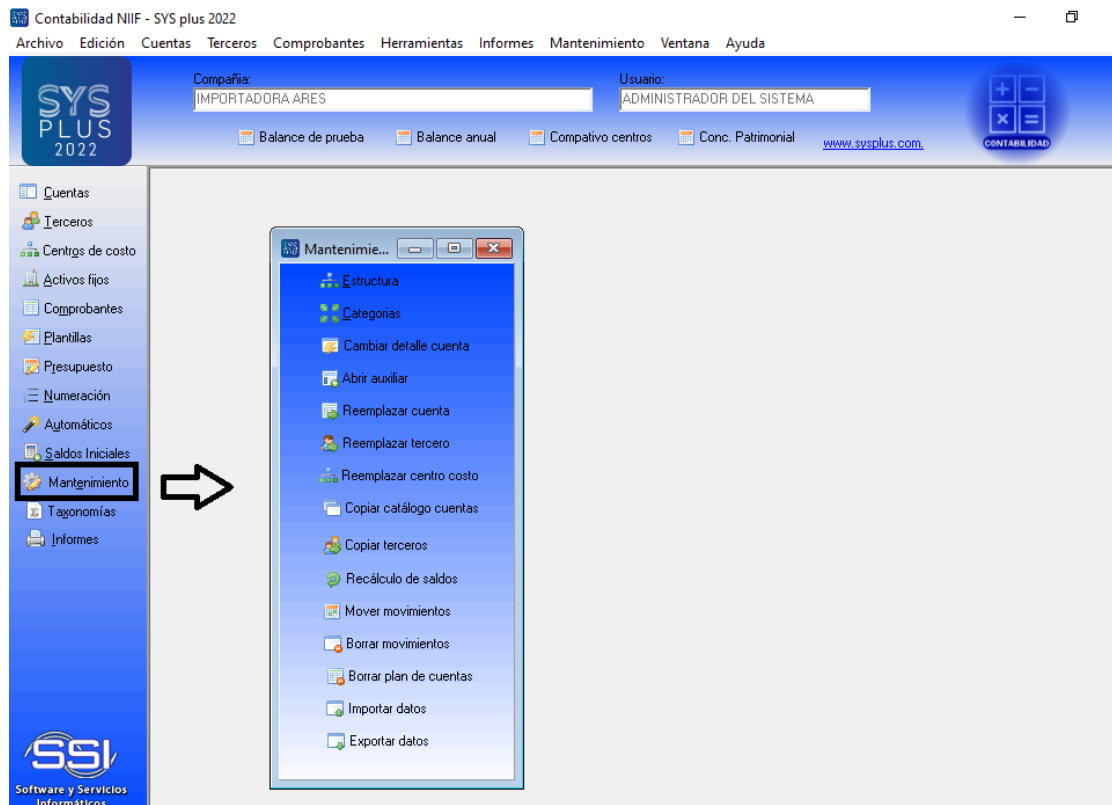 Contabilidad NIIF - SYS plus 2022
Archivo Edición Cuentas Terceros Comprobantes Herramientas Informes Mantenimiento Ventana Ayuda
SYS
PLUS
2022
Compañia:
IMPORTADORA ARES
Usuario:
ADMINISTRADOR DEL SISTEMA
Balance de prueba Balance anual Compativo centros Conc. Patrimonial www.sysplus.com.
CONTABILIDAD
Cuentas
Terceros
Centros de costo
Activos fijos
Comprobantes
Plantillas
Presupuesto
Numeración
Automáticos
Saldos Iniciales
Mantenimiento
Taxonomías
Informes
SSI
Software y Servicios
Informáticos
Mantenimie...
Estructura
Categorias
Cambiar detalle cuenta
Abrir auxiliar
Reemplazar cuenta
Reemplazar tercero
Reemplazar centro costo
Copiar catálogo cuentas
Copiar terceros
Recálculo de saldos
Mover movimientos
Borrar movimientos
Borrar plan de cuentas
Importar datos
Exportar datos